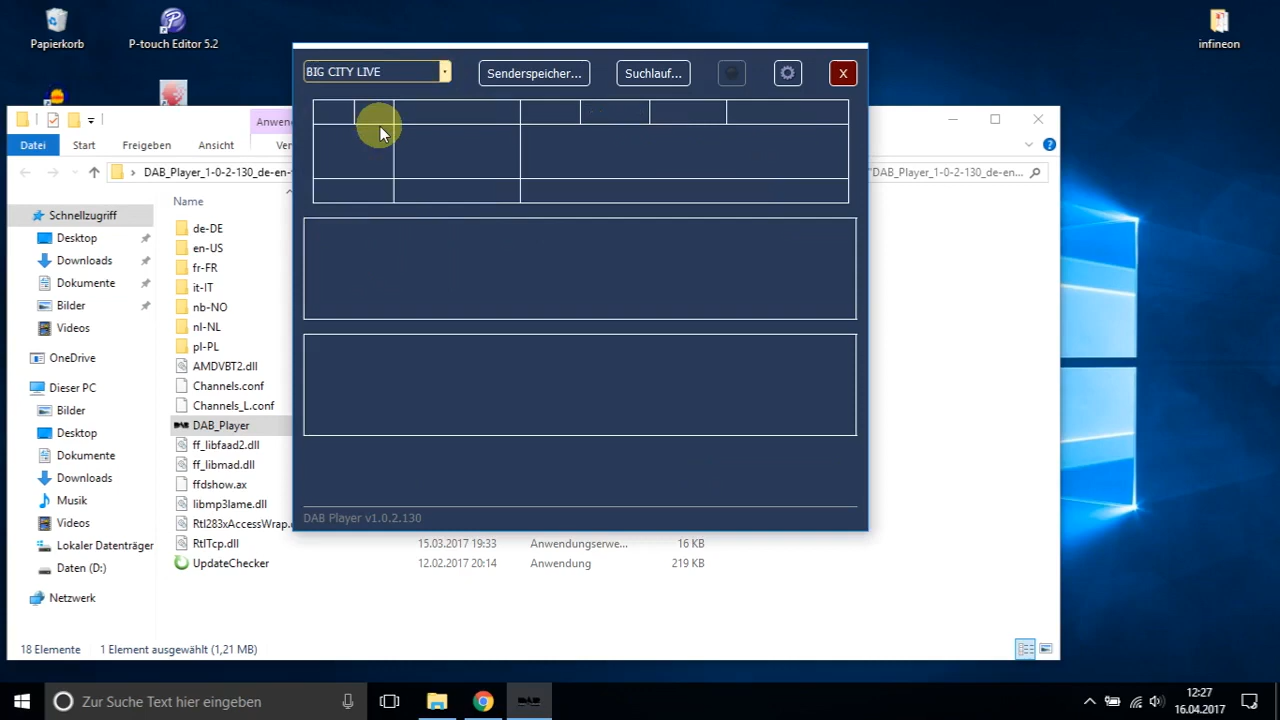 Papierkorb
P-touch Editor 5.2
infineon
BIG CITY LIVE
Senderspeicher...
Suchlauf...
X
Anwen
Datei
Start
Freigeben
Ansicht
Ver
DAB_Player_1-0-2-130_de-en-
"DAB_Player_1-0-2-130_de-en...
Name
Schnellzugriff
Desktop
Downloads
Dokumente
Bilder
Videos
OneDrive
Dieser PC
Bilder
Desktop
Dokumente
Downloads
Musik
Videos
Lokaler Datenträger
Daten (D:)
Netzwerk
de-DE
en-US
fr-FR
it-IT
nb-NO
nl-NL
pl-PL
AMDVBT2.dll
Channels.conf
Channels_L.conf
DAB_Player
ff_libfaad2.dll
ff_libmad.dll
ffdshow.ax
libmp3lame.dll
Rtl283xAccessWrap.
RtlTcp.dll 15.03.2017 19:33 Anwendungserwe... 16 KB
UpdateChecker 12.02.2017 20:14 Anwendung 219 KB
DAB Player v1.0.2.130
18 Elemente 1 Element ausgewählt (1,21 MB)
Zur Suche Text hier eingeben
12:27
16.04.2017